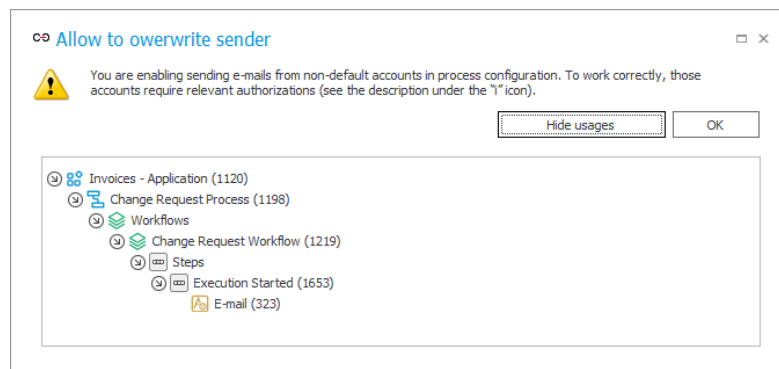 Allow to owerwrite sender
You are enabling sending e-mails from non-default accounts in process configuration. To work correctly, those
accounts require relevant authorizations (see the description under the "i" icon).
Hide usages
OK
Invoices - Application (1120)
Change Request Process (1198)
Workflows
Change Request Workflow (1219)
Steps
Execution Started (1653)
E-mail (323)